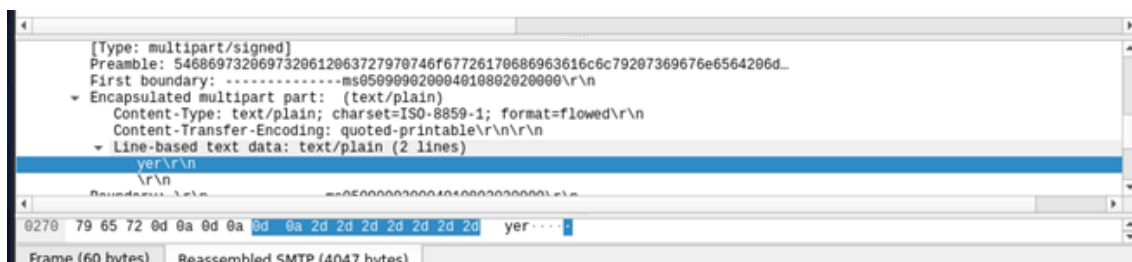 [Type: multipart/signed]
First boundary: --------------ms050909020004010802020000\r\n
Encapsulated multipart part:  (text/plain)
Content-Type: text/plain; charset=ISO-8859-1; format=flowed\r\n
Content-Transfer-Encoding: quoted-printable\r\n\r\n
Line-based text data: text/plain (2 lines)
yer\r\n
\r\n
0270 79 65 72 0d 0a 0d 0a 0d 0a 2d 2d 2d 2d 2d 2d 2d yer·····
Frame (60 bytes) Reassembled SMTP (4047 bytes)